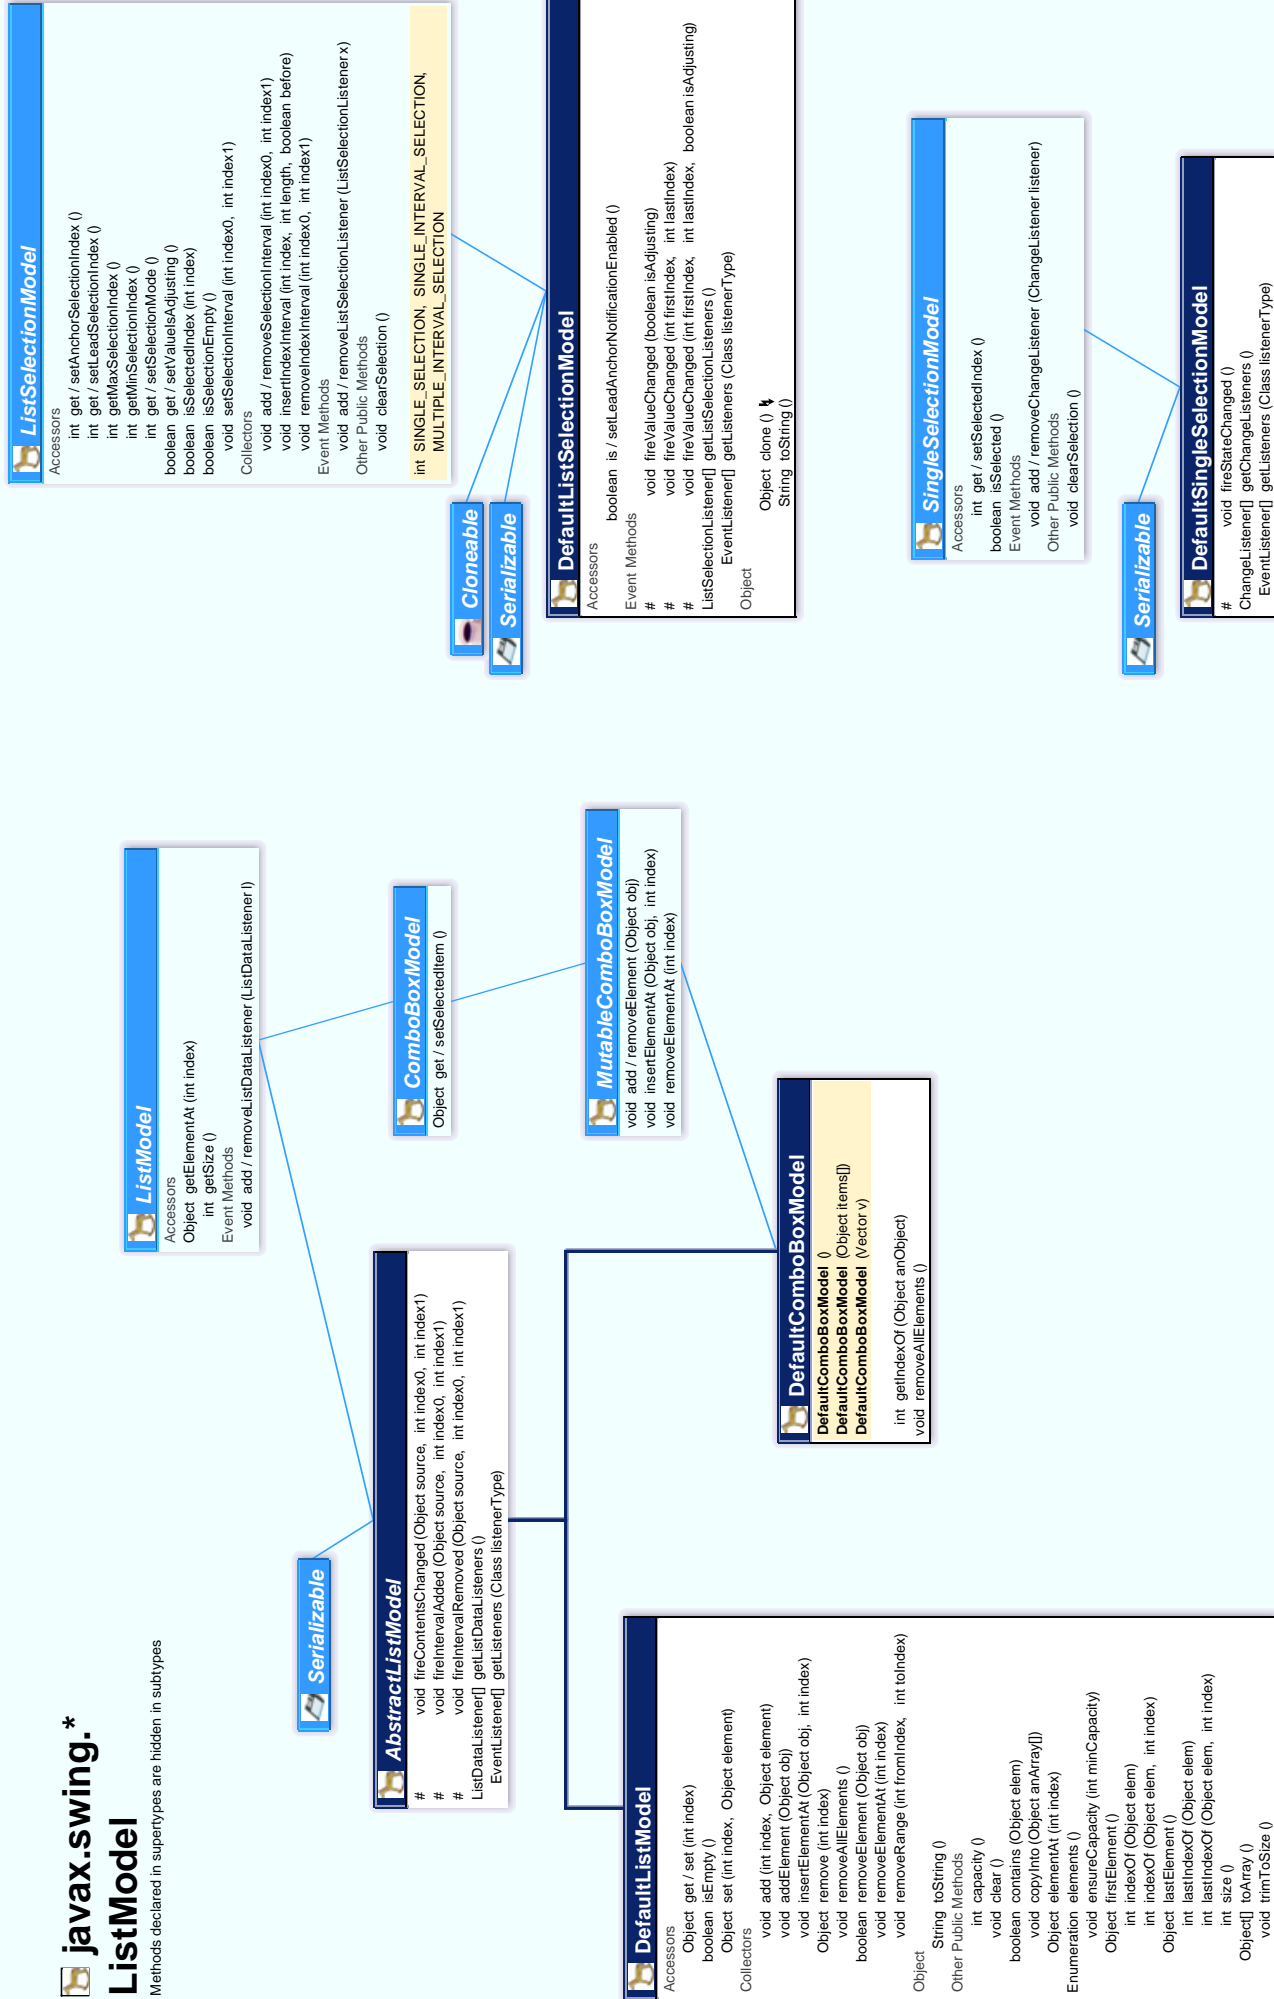 javax.swing.*
ListModel
Methods declared in supertypes are hidden in subtypes
Serializable
ListModel
Accessors
Object getElementAt (int index)
int getSize ()
Event Methods
void add / removeListDataListener (ListDataListener l)
AbstractListModel
# void fireContentsChanged (Object source, int index0, int index1)
# void fireIntervalAdded (Object source, int index0, int index1)
# void fireIntervalRemoved (Object source, int index0, int index1)
ListDataListener[] getListDataListeners ()
EventListener[] getListeners (Class listenerType)
ComboBoxModel
Object get / setSelectedItem ()
MutableComboBoxModel
void add / removeElement (Object obj)
void insertElementAt (Object obj, int index)
void removeElementAt (int index)
DefaultListModel
Accessors
Object get / set (int index)
boolean isEmpty ()
Object set (int index, Object element)
Collectors
void add (int index, Object element)
void addElement (Object obj)
void insertElementAt (Object obj, int index)
Object remove (int index)
void removeAllElements ()
boolean removeElement (Object obj)
void removeElementAt (int index)
void removeRange (int fromIndex, int toIndex)
Object
String toString ()
Other Public Methods
int capacity ()
void clear ()
boolean contains (Object elem)
void copyInto (Object anArray[])
Object elementAt (int index)
Enumeration elements ()
void ensureCapacity (int minCapacity)
Object firstElement ()
int indexOf (Object elem)
int indexOf (Object elem, int index)
Object lastElement ()
int lastIndexOf (Object elem)
int lastIndexOf (Object elem, int index)
int size ()
Object[] toArray ()
void trimToSize ()
DefaultComboBoxModel
DefaultComboBoxModel ()
DefaultComboBoxModel (Object items[])
DefaultComboBoxModel (Vector v)
int getIndexOf (Object anObject)
void removeAllElements ()
ListSelectionModel
Accessors
int get / setAnchorSelectionIndex ()
int get / setLeadSelectionIndex ()
int getMaxSelectionIndex ()
int getMinSelectionIndex ()
int get / setSelectionMode ()
boolean get / setValueIsAdjusting ()
boolean isSelectedIndex (int index)
boolean isSelectionEmpty ()
void setSelectionInterval (int index0, int index1)
Collectors
void add / removeSelectionInterval (int index0, int index1)
void insertIndexInterval (int index, int length, boolean before)
void removeIndexInterval (int index0, int index1)
Event Methods
void add / removeListSelectionListener (ListSelectionListener x)
Other Public Methods
void clearSelection ()
int SINGLE_SELECTION, SINGLE_INTERVAL_SELECTION,
MULTIPLE_INTERVAL_SELECTION
Cloneable
Serializable
DefaultListSelectionModel
Accessors
boolean is / setLeadAnchorNotificationEnabled ()
Event Methods
# void fireValueChanged (boolean isAdjusting)
# void fireValueChanged (int firstIndex, int lastIndex)
# void fireValueChanged (int firstIndex, int lastIndex, boolean isAdjusting)
ListSelectionListener[] getListSelectionListeners ()
EventListener[] getListeners (Class listenerType)
Object
Object clone ()
String toString ()
SingleSelectionModel
Accessors
int get / setSelectedIndex ()
boolean isSelected ()
Event Methods
void add / removeChangeListener (ChangeListener listener)
Other Public Methods
void clearSelection ()
Serializable
DefaultSingleSelectionModel
# void fireStateChanged ()
ChangeListener[] getChangeListeners ()
EventListener[] getListeners (Class listenerType)